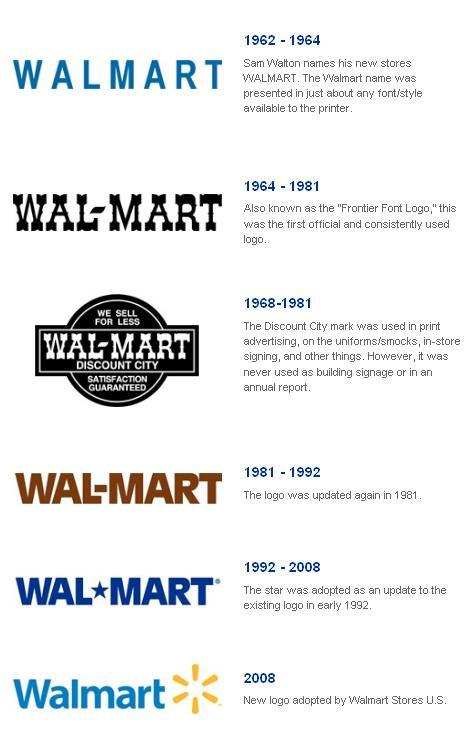 WALMART
1962 - 1964
Sam Walton names his new stores
WALMART. The Walmart name was
presented in just about any font/style
available to the printer.
WAL-MART
1964 - 1981
Also known as the "Frontier Font Logo," this
was the first official and consistently used
logo.
WE SELL
FOR LESS
WAL-MART
DISCOUNT CITY
SATISFACTION
GUARANTEED
1968-1981
The Discount City mark was used in print
advertising, on the uniforms/smocks, in-store
signing, and other things. However, it was
never used as building signage or in an
annual report.
WAL-MART
1981 - 1992
The logo was updated again in 1981.
WAL★MART®
1992 - 2008
The star was adopted as an update to the
existing logo in early 1992.
Walmart
2008
New logo adopted by Walmart Stores U.S.